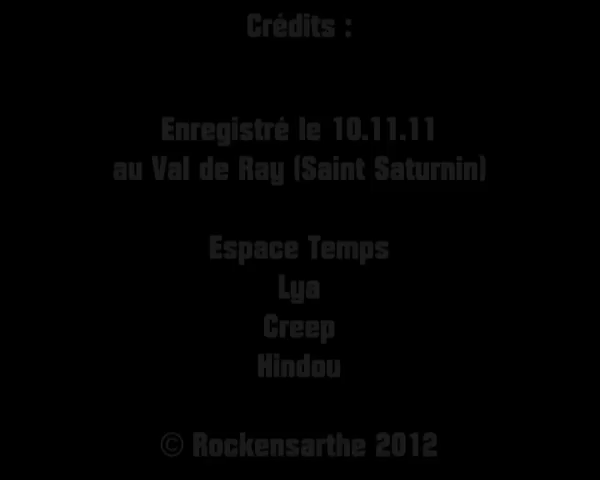 Crédits :
Enregistré le 10.11.11
au Val de Ray (Saint Saturnin)
Espace Temps
Lya
Creep
Hindou
© Rockensarthe 2012